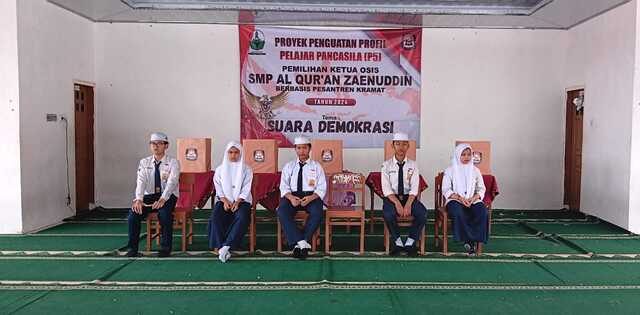 PROYEK PENGUATAN PROFIL
PELAJAR PANCASILA (P5)
PEMILIHAN KETUA OSIS
SMP AL QUR'AN ZAENUDDIN
BERBASIS PESANTREN KRAMAT
TAHUN 2024
Tema :
SUARA DEMOKRASI